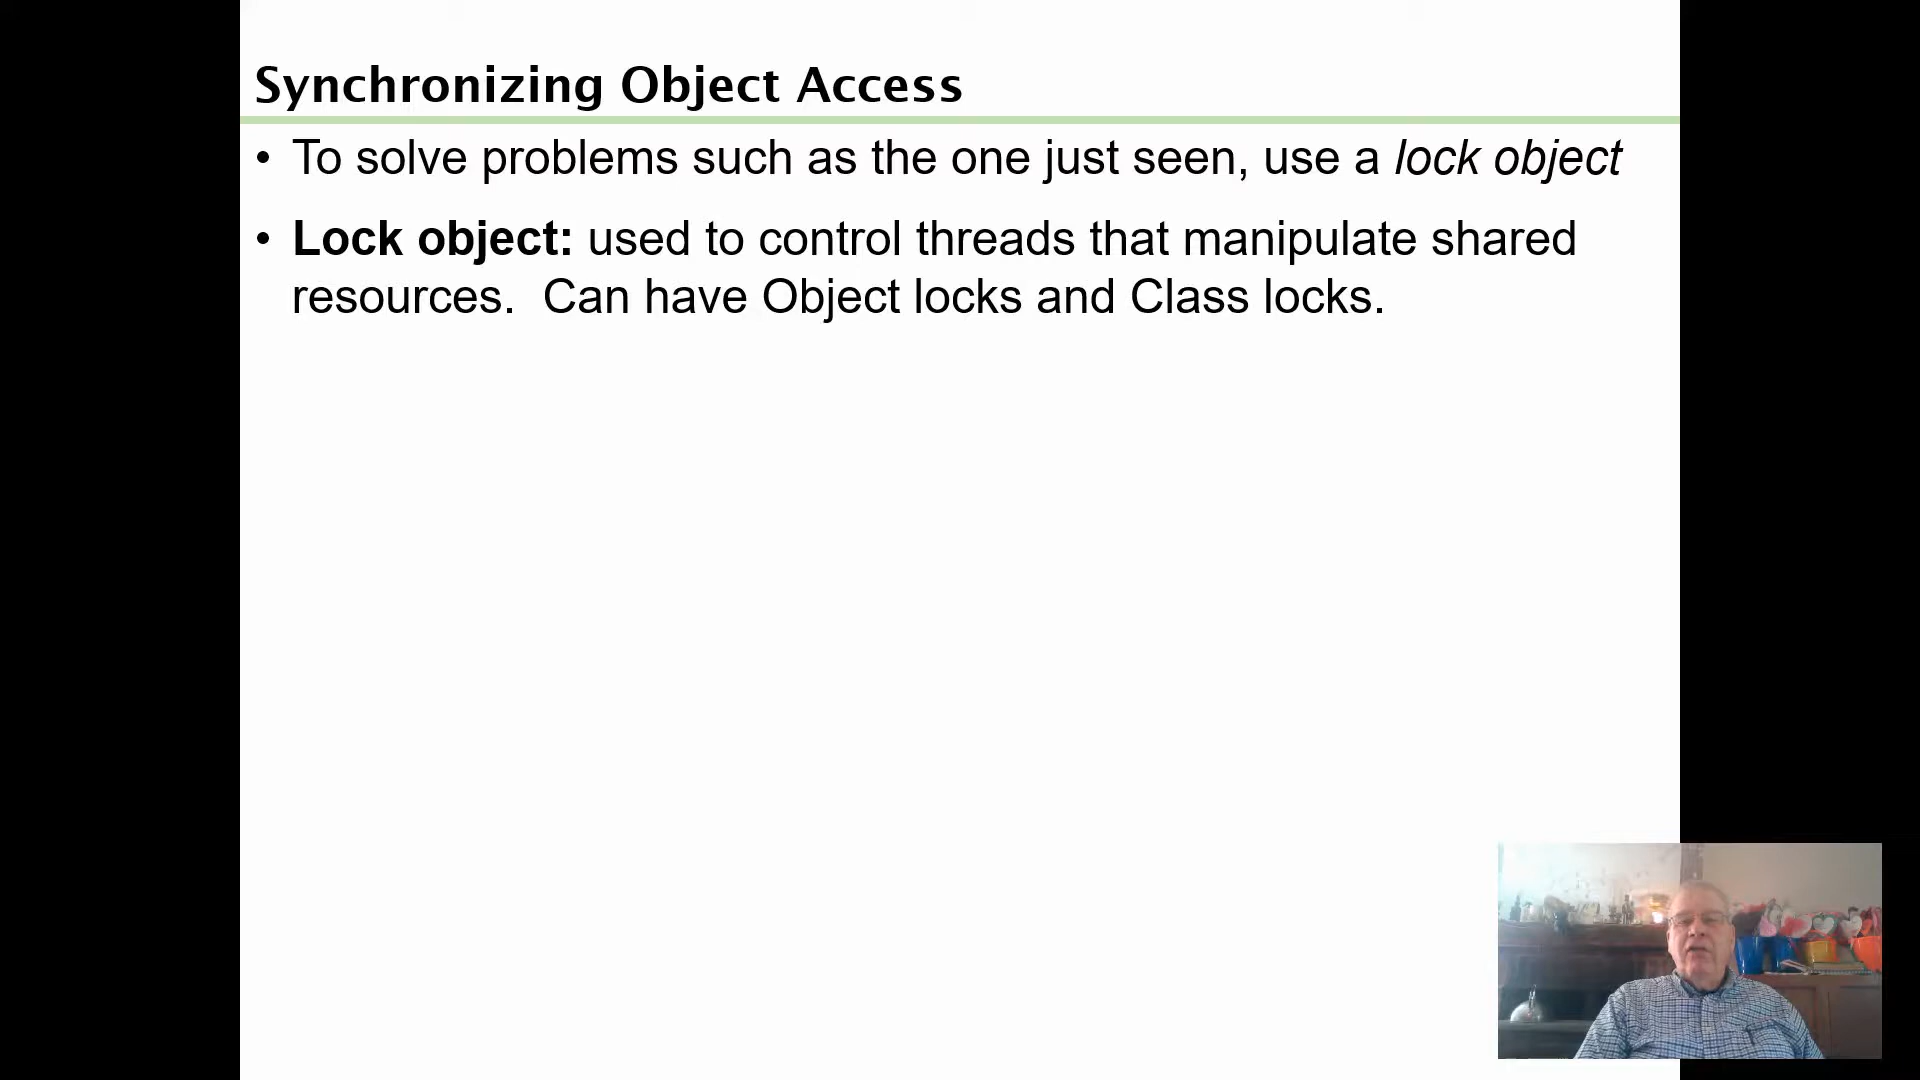 Synchronizing Object Access
• To solve problems such as the one just seen, use a lock object
• Lock object: used to control threads that manipulate shared
resources.  Can have Object locks and Class locks.